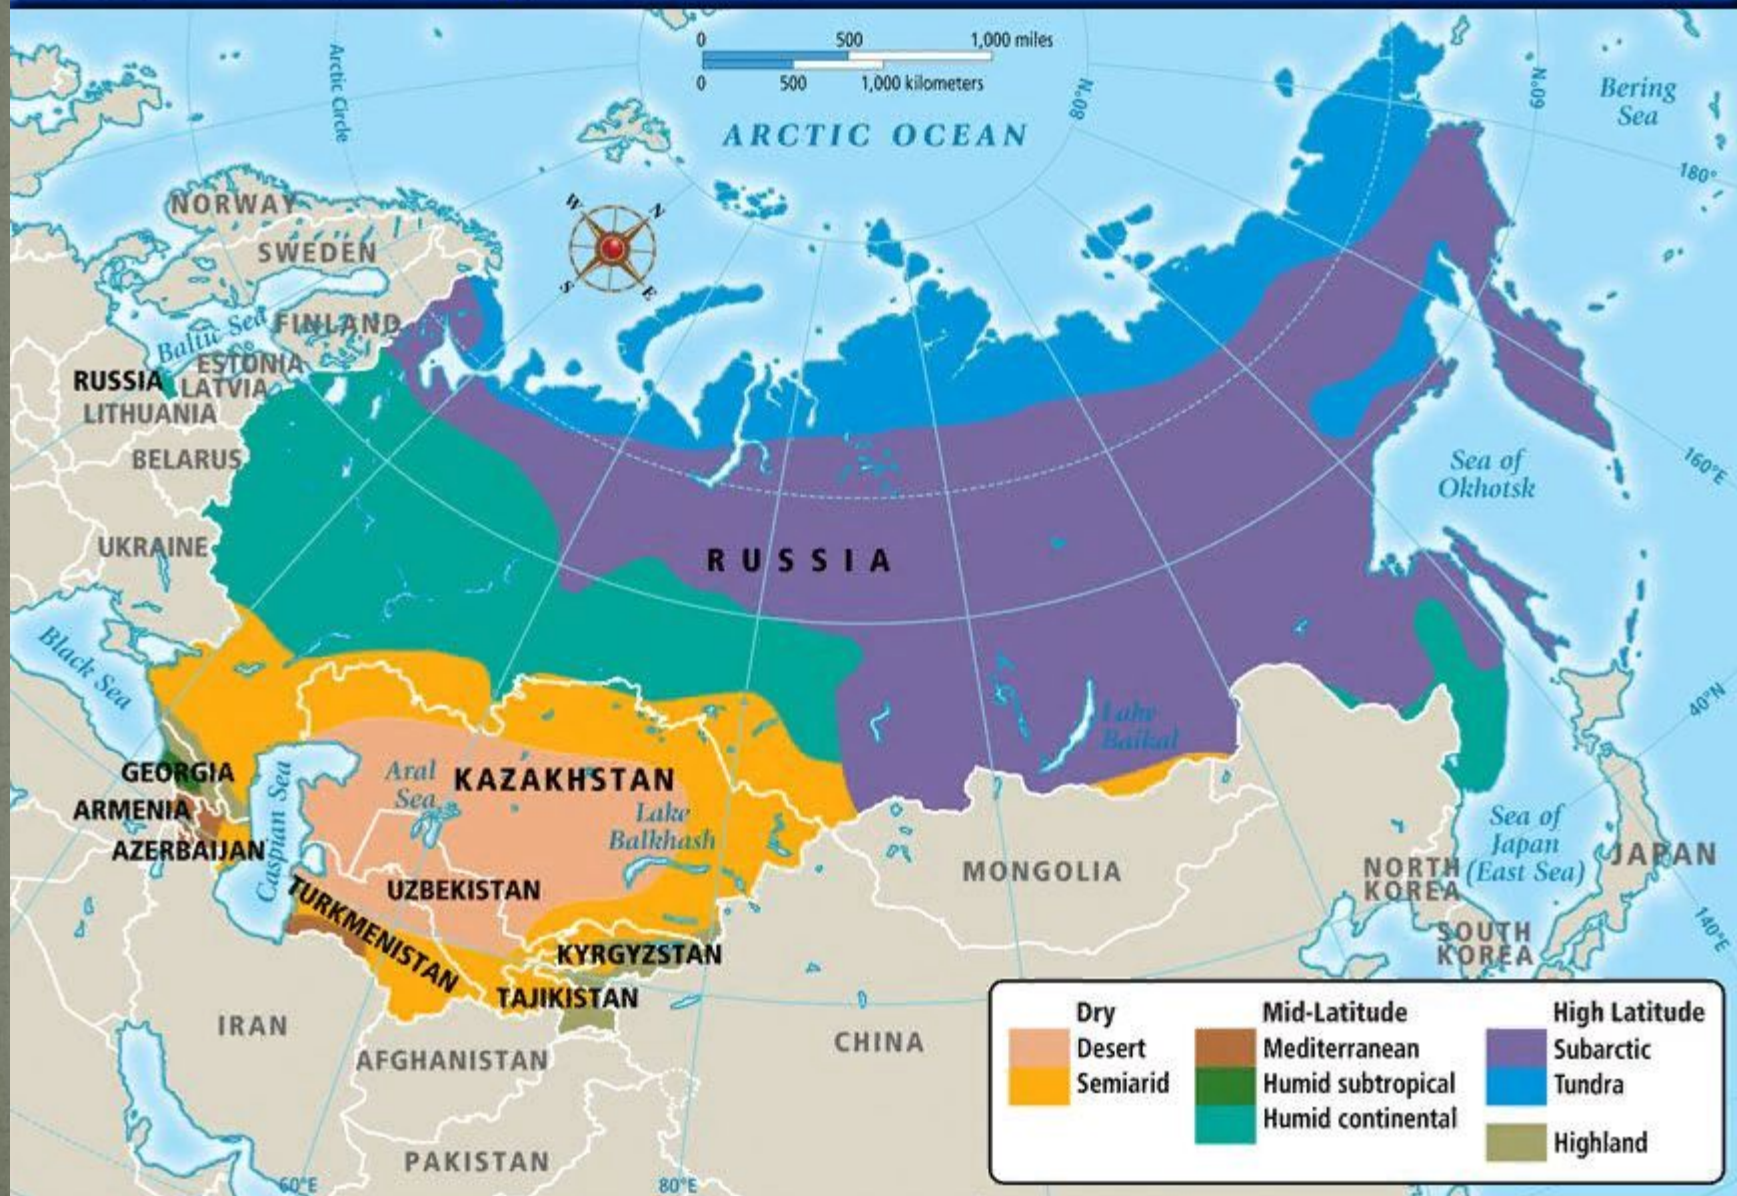 0 500 1,000 miles
0 500 1,000 kilometers
Arctic Circle
ARCTIC OCEAN
80°N
60°N
Bering
Sea
180°
W
N
S
E
NORWAY
SWEDEN
FINLAND
Baltic Sea
ESTONIA
RUSSIA
LATVIA
LITHUANIA
BELARUS
UKRAINE
RUSSIA
Sea of
Okhotsk
160°E
Black Sea
40°N
Lake
Baikal
GEORGIA
ARMENIA
AZERBAIJAN
Caspian Sea
Aral
Sea
KAZAKHSTAN
Lake
Balkhash
UZBEKISTAN
TURKMENISTAN
KYRGYZSTAN
TAJIKISTAN
MONGOLIA
NORTH
KOREA
Sea of
Japan
(East Sea)
JAPAN
SOUTH
KOREA
140°E
IRAN
AFGHANISTAN
CHINA
PAKISTAN
60°E
80°E
Dry
Desert
Semiarid
Mid-Latitude
Mediterranean
Humid subtropical
Humid continental
High Latitude
Subarctic
Tundra
Highland